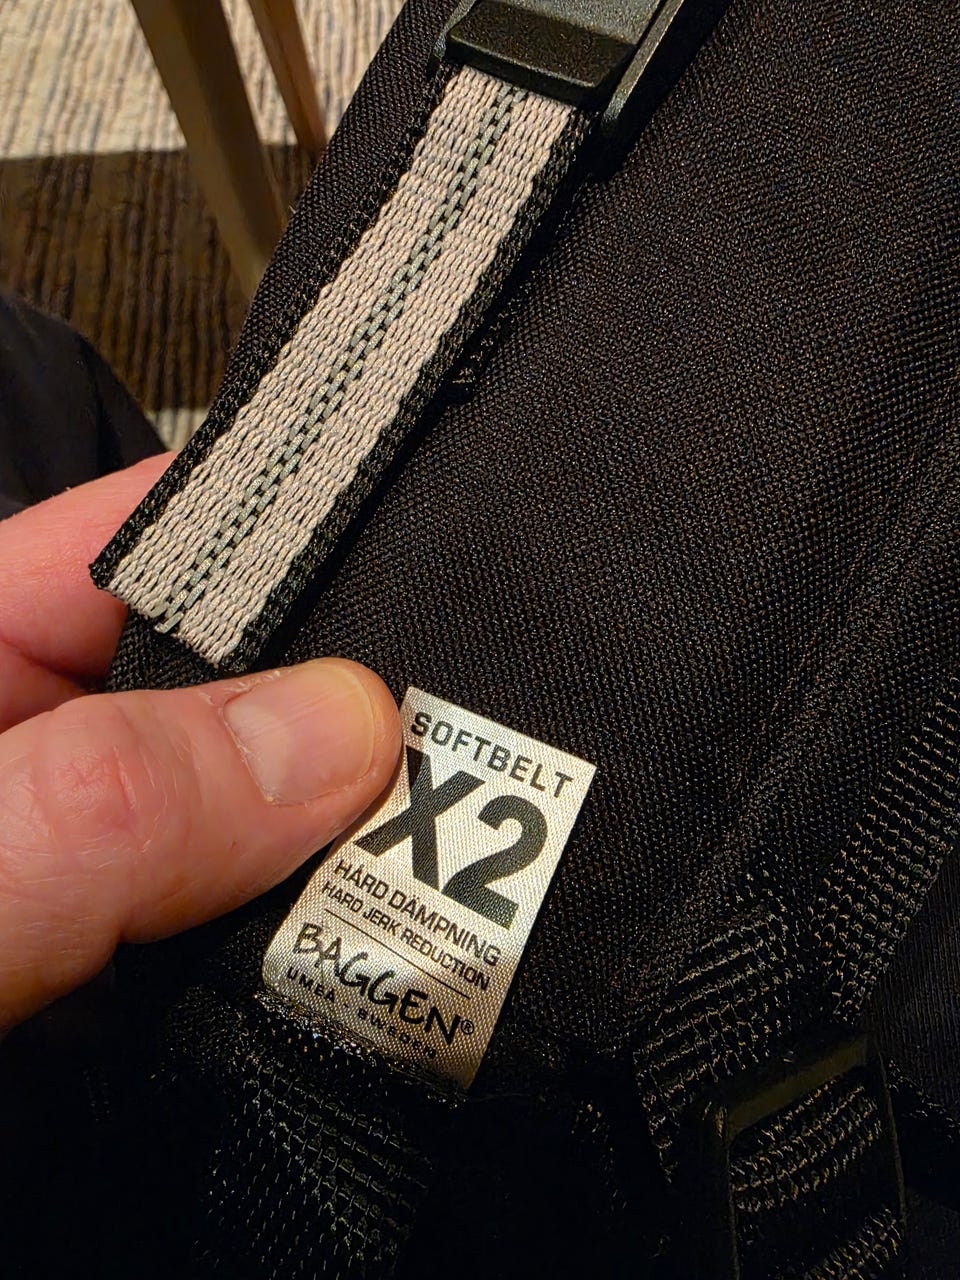 SOFTBELT
X2
HÅRD DÄMPNING
HARD JERK REDUCTION
BAGGEN®
UMEÅ - SWEDEN